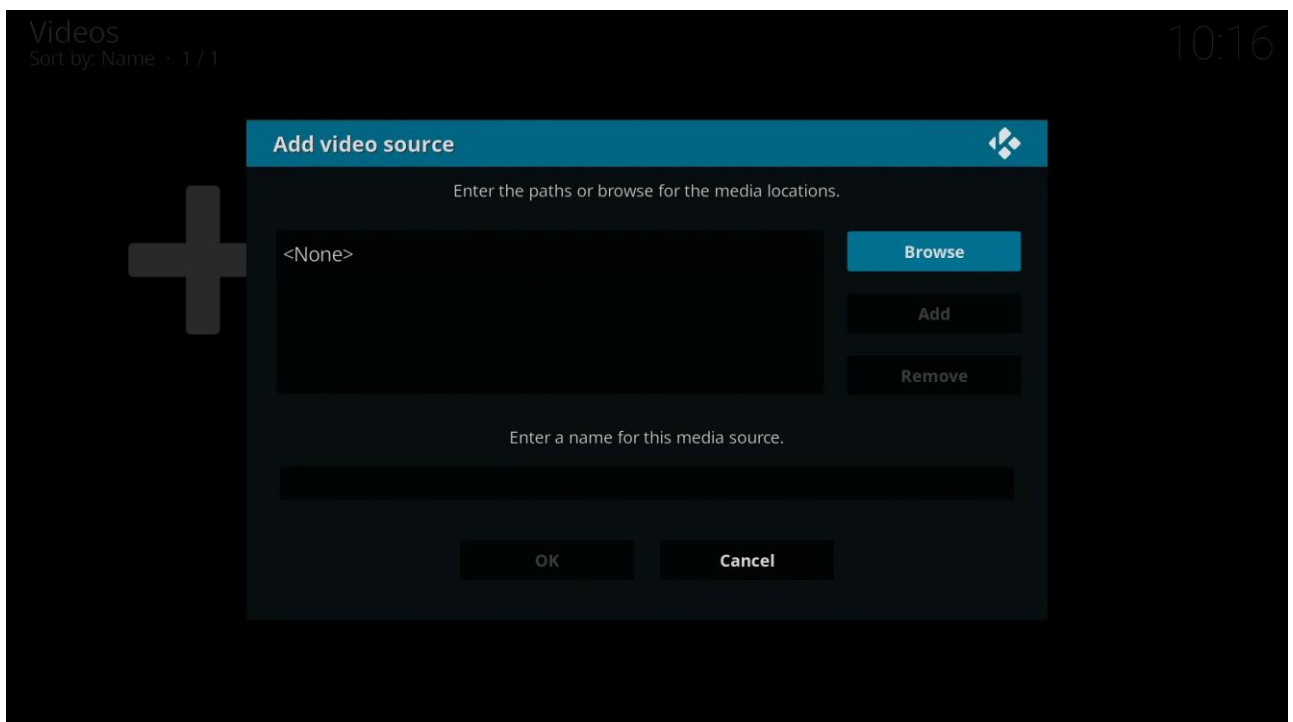 Videos
Sort by: Name · 1 / 1
10:16
Add video source
Enter the paths or browse for the media locations.
<None>
Browse
Add
Remove
Enter a name for this media source.
OK
Cancel